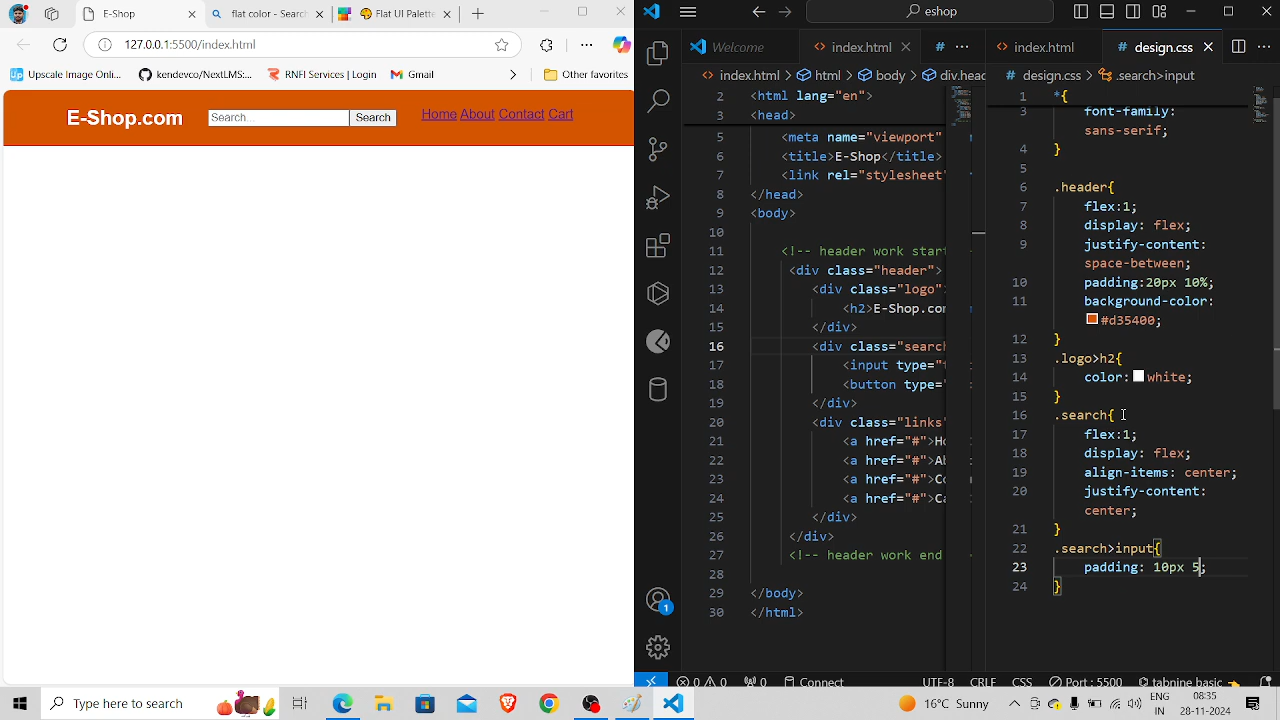 E-Shop
flat color - Search
Flat UI Palette
eshop
127.0.0.1:5500/index.html
Welcome
index.html
index.html
design.css
Upscale Image Onli...
kendevco/NextLMS:...
RNFI Services | Login
Gmail
Other favorites
index.html > html > body > div.head
design.css > .search>input
E-Shop.com
Search...
Search
Home About Contact Cart
2 <html lang="en">
3 <head>
5 <meta name="viewport"
6 <title>E-Shop</title>
7 <link rel="stylesheet"
8 </head>
9 <body>
10
11 <!-- header work start
12 <div class="header">
13 <div class="logo"
14 <h2>E-Shop.com
15 </div>
16 <div class="search
17 <input type="
18 <button type="
19 </div>
20 <div class="links"
21 <a href="#">Ho
22 <a href="#">Ab
23 <a href="#">Co
24 <a href="#">Ca
25 </div>
26 </div>
27 <!-- header work end
28
29 </body>
30 </html>
1 *{
font-family:
sans-serif;
4 }
5
6 .header{
7 flex:1;
8 display: flex;
9 justify-content:
space-between;
10 padding:20px 10%;
11 background-color:
#d35400;
12 }
13 .logo>h2{
14 color: white;
15 }
16 .search{
17 flex:1;
18 display: flex;
19 align-items: center;
20 justify-content:
center;
21 }
22 .search>input{
23 padding: 10px 5;
24 }
1
0 0 0 Connect
UTF-8 CRLF CSS Port: 5500 tabnine basic
Type here to search
16°C Sunny
ENG
IN
08:35
28-11-2024